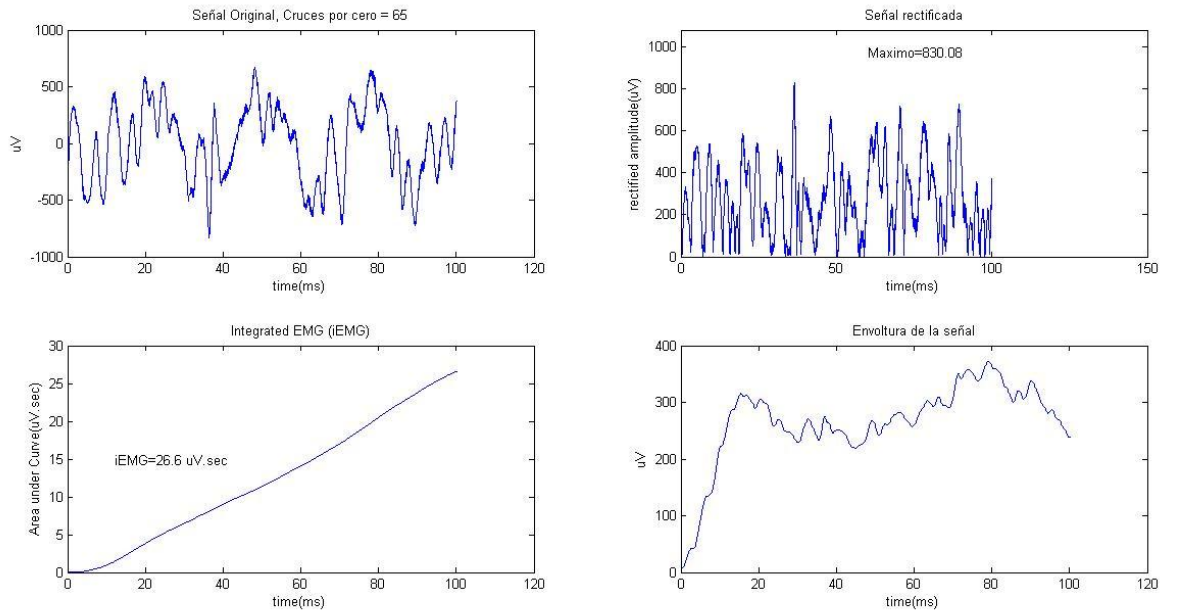 Señal Original, Cruces por cero = 65
1000
500
0
-500
-1000
uV
0 20 40 60 80 100 120
time(ms)
Señal rectificada
Maximo=830.08
1000
800
600
400
200
0
rectified amplitude(uV)
0 50 100 150
time(ms)
Integrated EMG (iEMG)
30
25
20
15
10
5
0
Area under Curve(uV.sec)
iEMG=26.6 uV.sec
0 20 40 60 80 100 120
time(ms)
Envoltura de la señal
400
300
200
100
0
uV
0 20 40 60 80 100 120
time(ms)